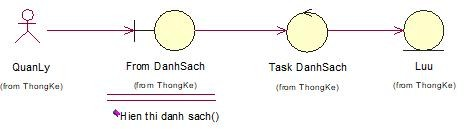 QuanLy
(from ThongKe)
From DanhSach
(from ThongKe)
Hien thi danh sach()
Task DanhSach
(from ThongKe)
Luu
(from ThongKe)